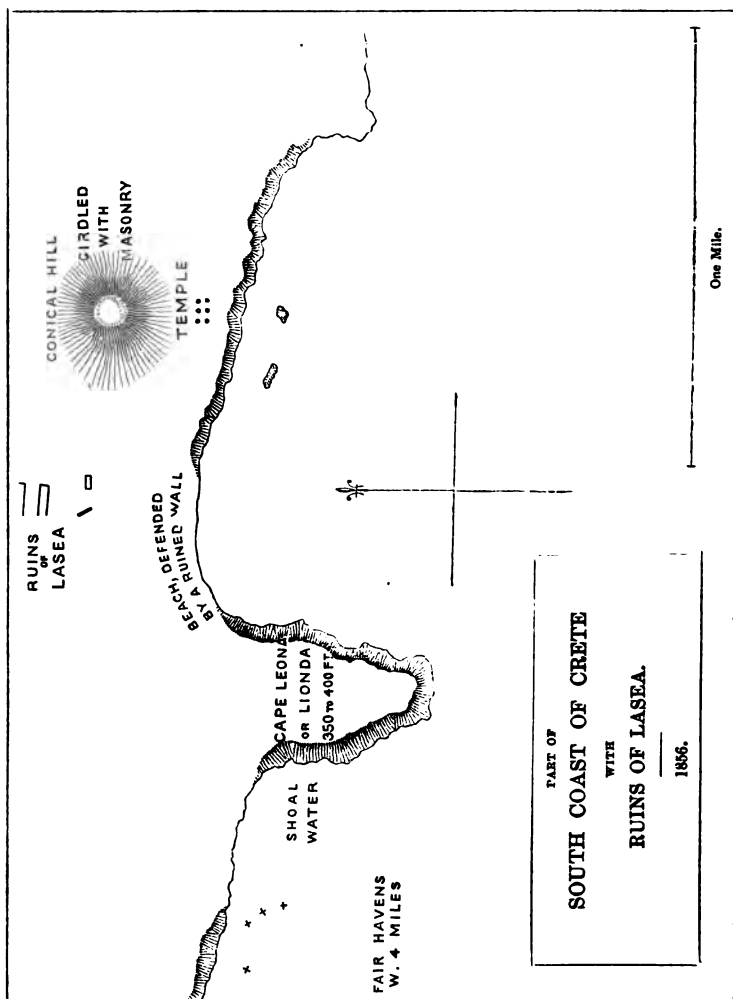 CONICAL HILL
GIRDLED
WITH
MASONRY
TEMPLE
RUINS
OF
LASEA
BEACH, DEFENDED
BY A RUINED WALL
CAPE LEONA
OR LIONDA
350 TO 400 FT.
SHOAL
WATER
FAIR HAVENS
W. 4 MILES
One Mile.
PART OF
SOUTH COAST OF CRETE
WITH
RUINS OF LASEA.
1856.